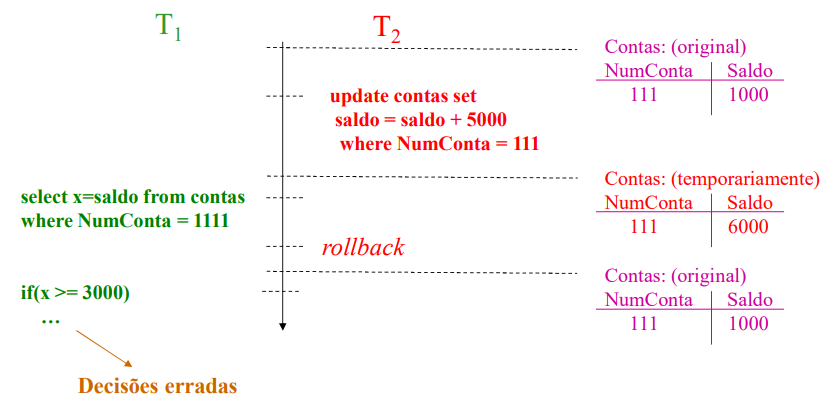 T1
T2
Contas: (original)
NumConta Saldo
111 1000
update contas set
saldo = saldo + 5000
where NumConta = 111
Contas: (temporariamente)
NumConta Saldo
111 6000
select x=saldo from contas
where NumConta = 1111
rollback
Contas: (original)
NumConta Saldo
111 1000
if(x >= 3000)
...
Decisões erradas